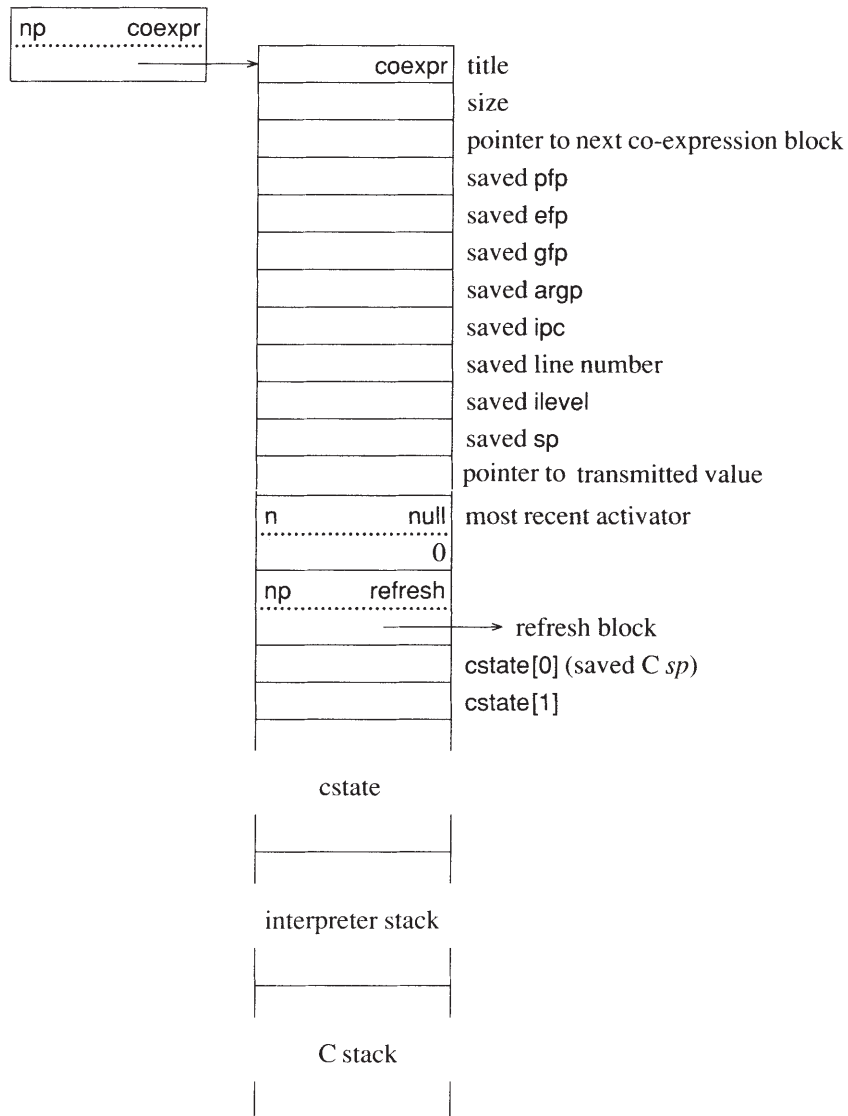 np coexpr
coexpr title
size
pointer to next co-expression block
saved pfp
saved efp
saved gfp
saved argp
saved ipc
saved line number
saved ilevel
saved sp
pointer to transmitted value
n null most recent activator
0
np refresh
refresh block
cstate[0] (saved C sp)
cstate[1]
cstate
interpreter stack
C stack